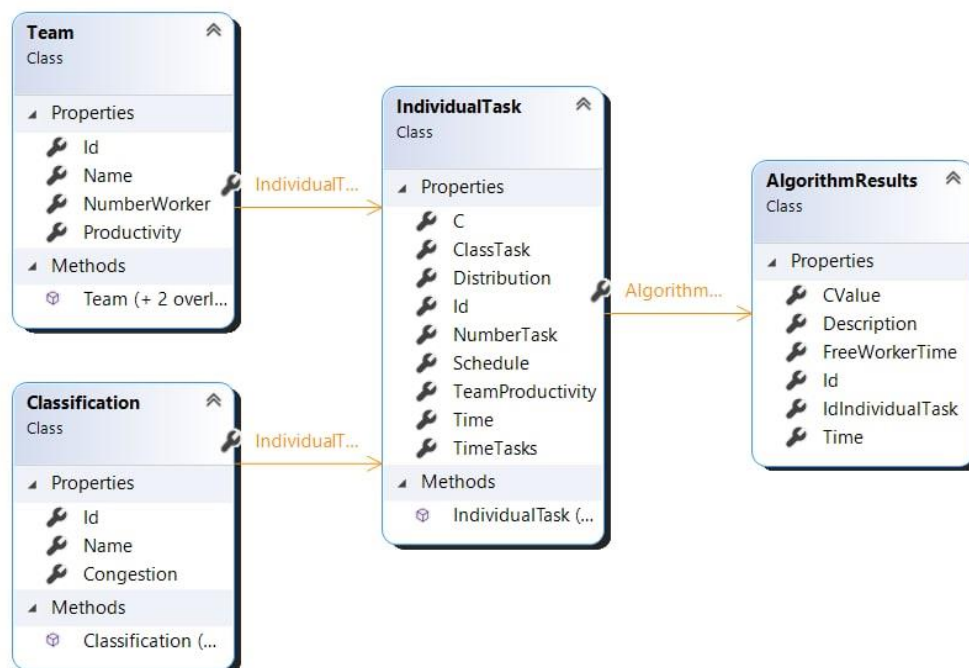 Team
Class
Properties
Id
Name
NumberWorker
Productivity
Methods
Team (+ 2 overl...
IndividualT...
Classification
Class
Properties
Id
Name
Congestion
Methods
Classification (...
IndividualT...
IndividualTask
Class
Properties
C
ClassTask
Distribution
Id
NumberTask
Schedule
TeamProductivity
Time
TimeTasks
Methods
IndividualTask (...
Algorithm...
AlgorithmResults
Class
Properties
CValue
Description
FreeWorkerTime
Id
IdIndividualTask
Time